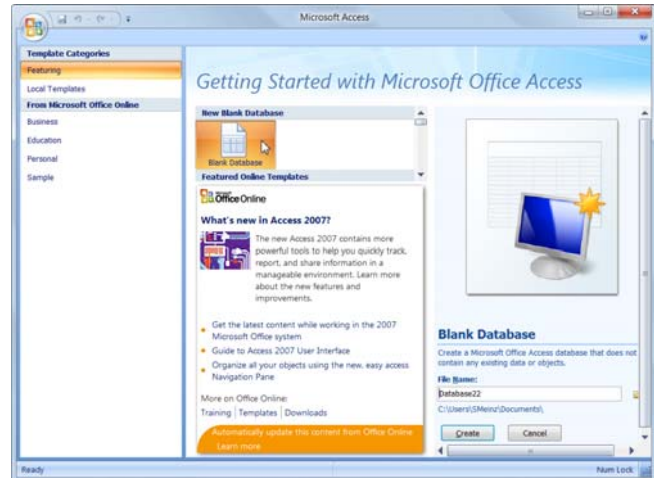 Microsoft Access
Template Categories
Featuring
Local Templates
From Microsoft Office Online
Business
Education
Personal
Sample
Getting Started with Microsoft Office Access
New Blank Database
Blank Database
Featured Online Templates
Microsoft
Office Online
What's new in Access 2007?
The new Access 2007 contains more
powerful tools to help you quickly track,
report, and share information in a
manageable environment. Learn more
about the new features and
improvements.
Get the latest content while working in the 2007
Microsoft Office system
Guide to Access 2007 User Interface
Organize all your objects using the new, easy access
Navigation Pane
More on Office Online:
Training | Templates | Downloads
Automatically update this content from Office Online
Learn more
Blank Database
Create a Microsoft Office Access database that does not
contain any existing data or objects.
File Name:
Database22
C:\Users\SMeinz\Documents\
Create Cancel
Ready Num Lock